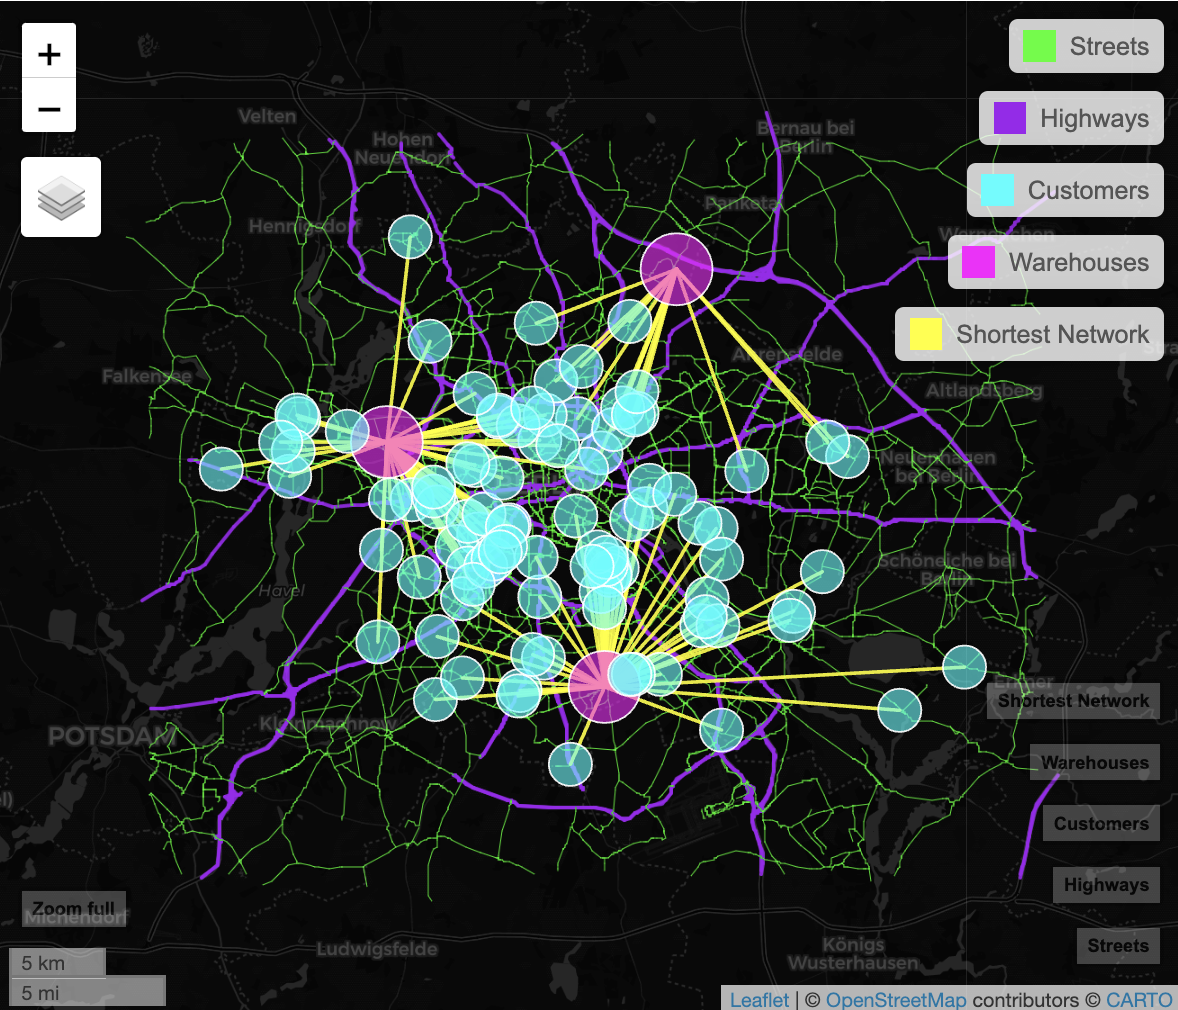 +
−
Streets
Highways
Customers
Warehouses
Shortest Network
Velten
Hohen
Neuendorf
Bernau bei
Berlin
Hennigsdorf
Panketal
Werneuchen
Falkensee
Ahrensfelde
Altlandsberg
Neuenhagen
bei Berlin
Schöneiche bei
Berlin
Havel
POTSDAM
Kleinmachnow
Erkner
Shortest Network
Warehouses
Customers
Highways
Streets
Zoom full
Michendorf
Ludwigsfelde
Königs
Wusterhausen
5 km
5 mi
Leaflet | © OpenStreetMap contributors © CARTO